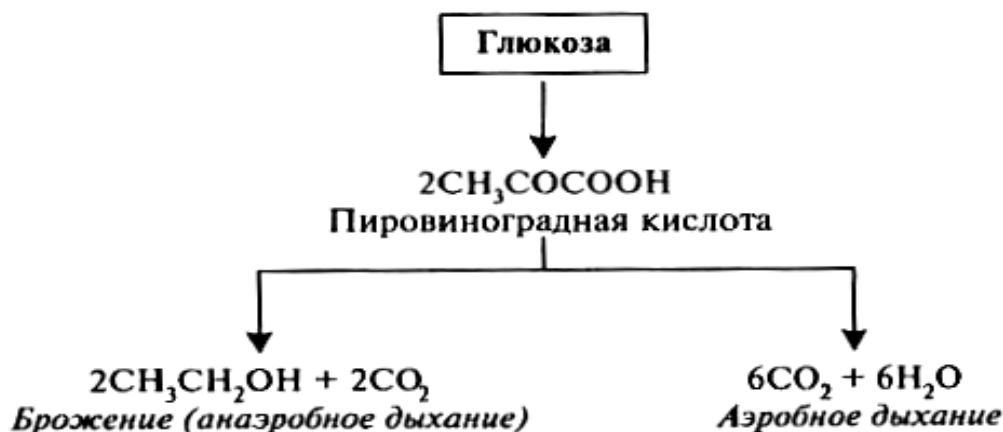 Глюкоза
2CH₃COCOOH
Пировиноградная кислота
2CH₃CH₂OH + 2CO₂
Брожение (анаэробное дыхание)
6CO₂ + 6H₂O
Аэробное дыхание